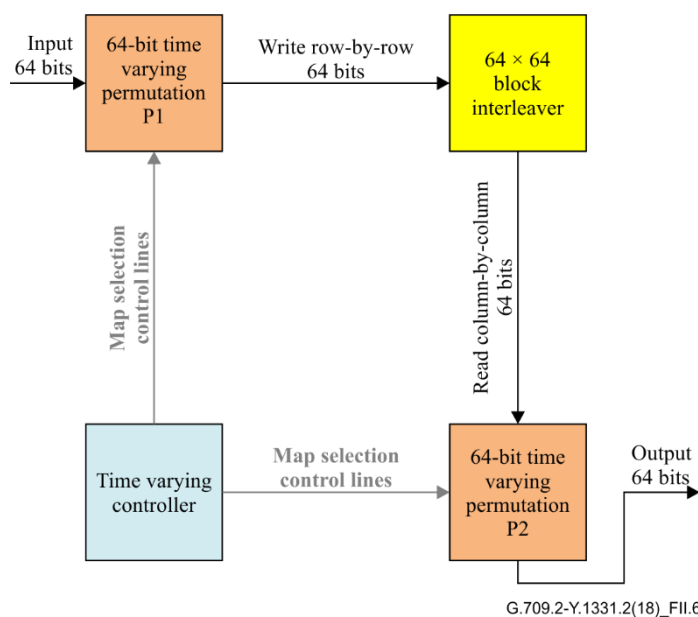 Input
64 bits
64-bit time
varying
permutation
P1
Write row-by-row
64 bits
64 × 64
block
interleaver
Map selection
control lines
Read column-by-column
64 bits
Time varying
controller
Map selection
control lines
64-bit time
varying
permutation
P2
Output
64 bits
G.709.2-Y.1331.2(18)_FII.6